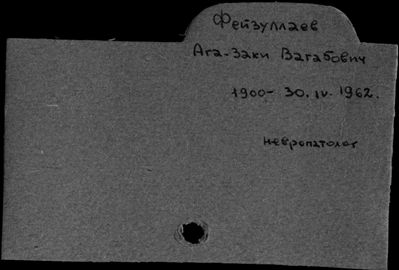 Фейзуллаев
Ага-Заки Вагабович
1900- 30.IV.1962.
невропатолог